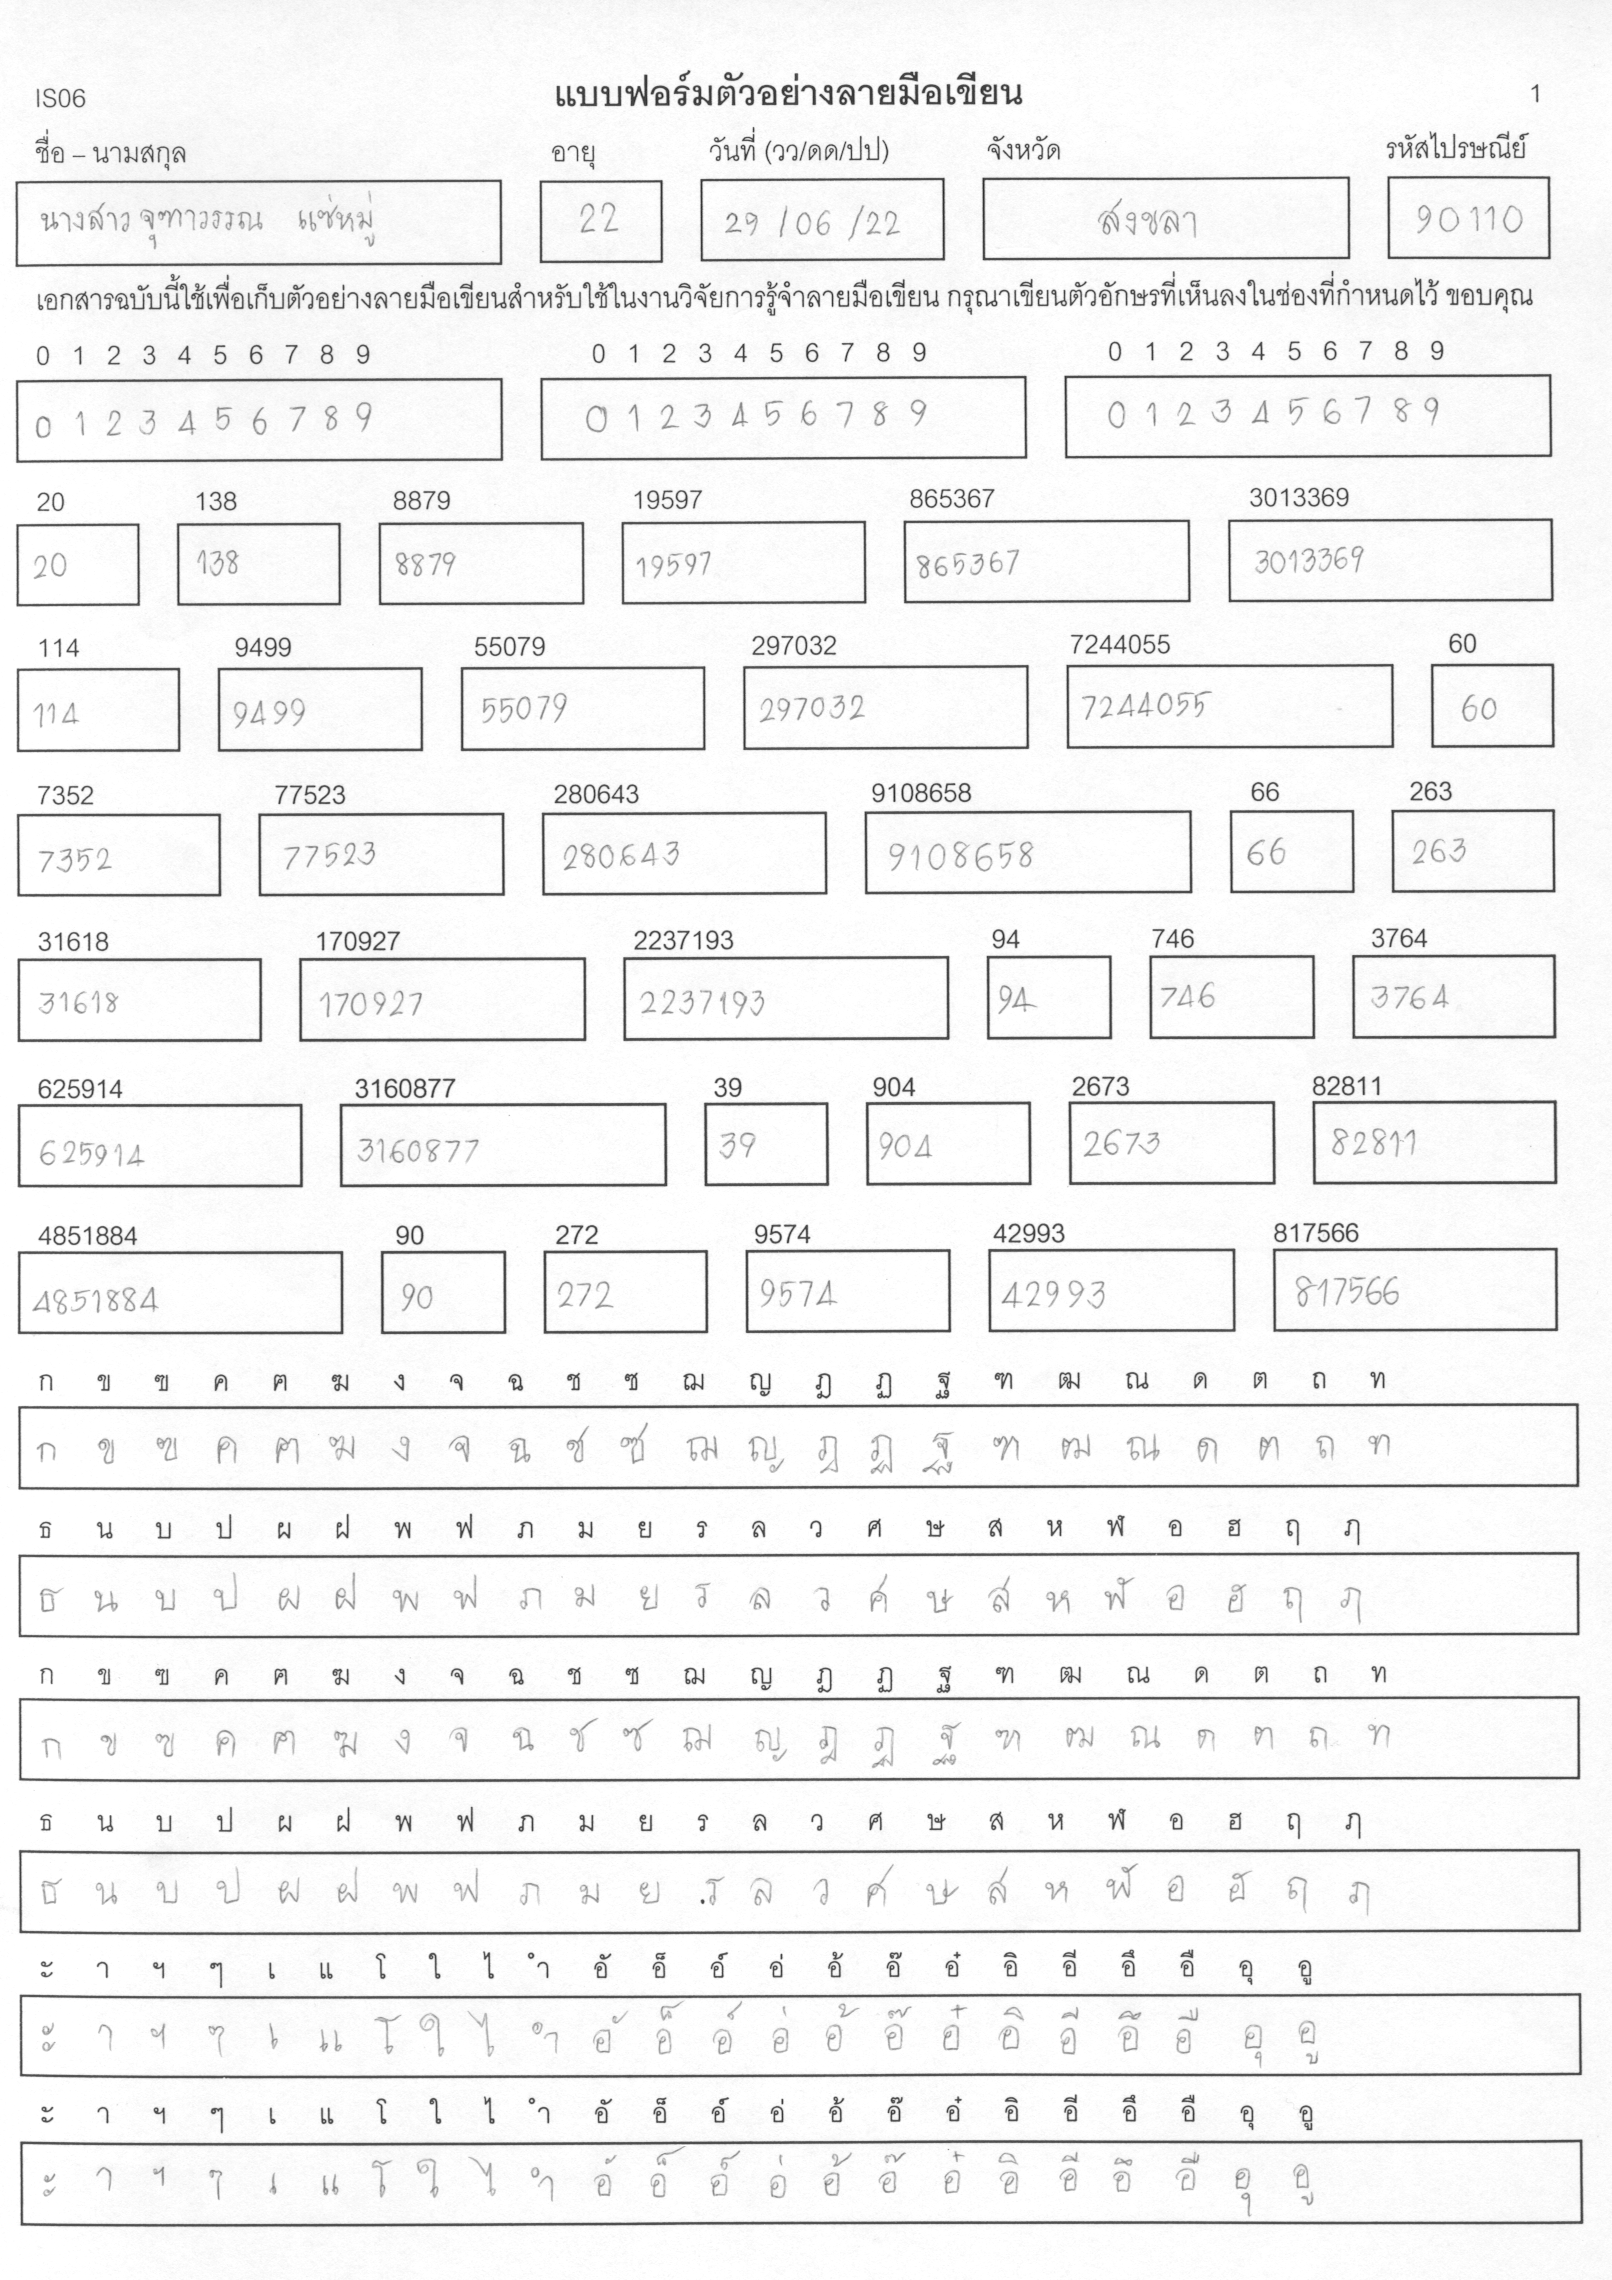 IS06 แบบฟอร์มตัวอย่างลายมือเขียน 1
ชื่อ – นามสกุล อายุ วันที่ (วว/ดด/ปป) จังหวัด รหัสไปรษณีย์
นางสาว จุฑาวรรณ แซ่หมู่ 22 29 /06 /22 สงขลา 90110
เอกสารฉบับนี้ใช้เพื่อเก็บตัวอย่างลายมือเขียนสำหรับใช้ในงานวิจัยการรู้จำลายมือเขียน กรุณาเขียนตัวอักษรที่เห็นลงในช่องที่กำหนดไว้ ขอบคุณ
0 1 2 3 4 5 6 7 8 9 0 1 2 3 4 5 6 7 8 9 0 1 2 3 4 5 6 7 8 9
0 1 2 3 4 5 6 7 8 9 0 1 2 3 4 5 6 7 8 9 0 1 2 3 4 5 6 7 8 9
20 138 8879 19597 865367 3013369
20 138 8879 19597 865367 3013369
114 9499 55079 297032 7244055 60
114 9499 55079 297032 7244055 60
7352 77523 280643 9108658 66 263
7352 77523 280643 9108658 66 263
31618 170927 2237193 94 746 3764
31618 170927 2237193 94 746 3764
625914 3160877 39 904 2673 82811
625914 3160877 39 904 2673 82811
4851884 90 272 9574 42993 817566
4851884 90 272 9574 42993 817566
ก ข ฃ ค ฅ ฆ ง จ ฉ ช ซ ฌ ญ ฎ ฏ ฐ ฑ ฒ ณ ด ต ถ ท
ก ข ฃ ค ฅ ฆ ง จ ฉ ช ซ ฌ ญ ฎ ฏ ฐ ฑ ฒ ณ ด ต ถ ท
ธ น บ ป ผ ฝ พ ฟ ภ ม ย ร ล ว ศ ษ ส ห ฬ อ ฮ ฤ ฦ
ธ น บ ป ผ ฝ พ ฟ ภ ม ย ร ล ว ศ ษ ส ห ฬ อ ฮ ฤ ฦ
ก ข ฃ ค ฅ ฆ ง จ ฉ ช ซ ฌ ญ ฎ ฏ ฐ ฑ ฒ ณ ด ต ถ ท
ก ข ฃ ค ฅ ฆ ง จ ฉ ช ซ ฌ ญ ฎ ฏ ฐ ฑ ฒ ณ ด ต ถ ท
ธ น บ ป ผ ฝ พ ฟ ภ ม ย ร ล ว ศ ษ ส ห ฬ อ ฮ ฤ ฦ
ธ น บ ป ผ ฝ พ ฟ ภ ม ย ร ล ว ศ ษ ส ห ฬ อ ฮ ฤ ฦ
ะ า ฯ ๆ เ แ โ ใ ไ ำ อั อ็ อ์ อ่ อ้ อ๊ อ๋ อิ อี อึ อื อุ อู
ะ า ฯ ๆ เ แ โ ใ ไ ำ อั อ็ อ์ อ่ อ้ อ๊ อ๋ อิ อี อึ อื อุ อู
ะ า ฯ ๆ เ แ โ ใ ไ ำ อั อ็ อ์ อ่ อ้ อ๊ อ๋ อิ อี อึ อื อุ อู
ะ า ฯ ๆ เ แ โ ใ ไ ำ อั อ็ อ์ อ่ อ้ อ๊ อ๋ อิ อี อึ อื อุ อู